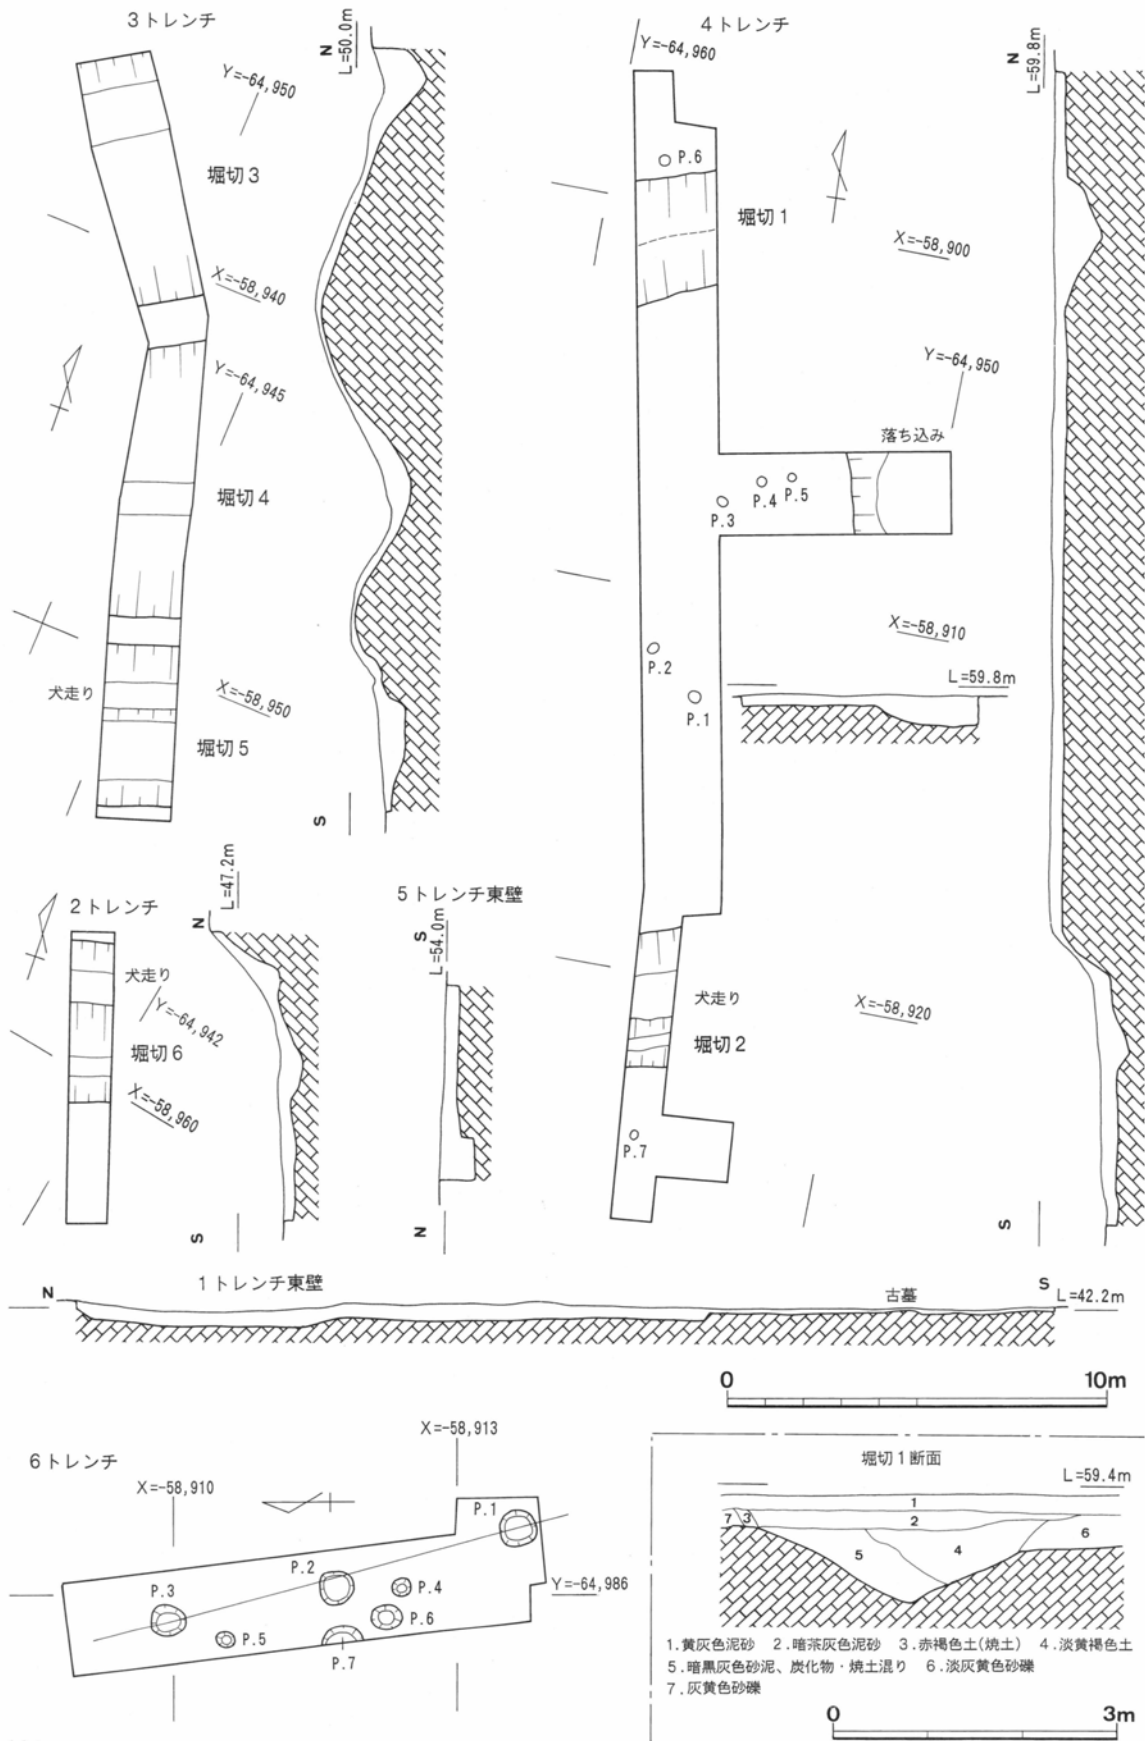 3トレンチ
N
L=50.0m
Y=-64,950
堀切3
X=-58,940
Y=-64,945
堀切4
犬走り
X=-58,950
堀切5
S
4トレンチ
Y=-64,960
N
L=59.8m
P.6
堀切1
X=-58,900
Y=-64,950
落ち込み
P.3
P.4
P.5
P.2
P.1
X=-58,910
L=59.8m
犬走り
堀切2
X=-58,920
P.7
S
2トレンチ
N
L=47.2m
犬走り
Y=-64,942
堀切6
X=-58,960
S
5トレンチ東壁
S
L=54.0m
N
1トレンチ東壁
N
古墓
S
L=42.2m
0 10m
6トレンチ
X=-58,910
X=-58,913
P.1
P.2
P.3
P.4
P.5
P.6
P.7
Y=-64,986
堀切1断面
L=59.4m
1
2
7
3
5
4
6
1.黄灰色泥砂 2.暗茶灰色泥砂 3.赤褐色土(焼土) 4.淡黄褐色土
5.暗黒灰色砂泥、炭化物・焼土混り 6.淡灰黄色砂礫
7.灰黄色砂礫
0 3m